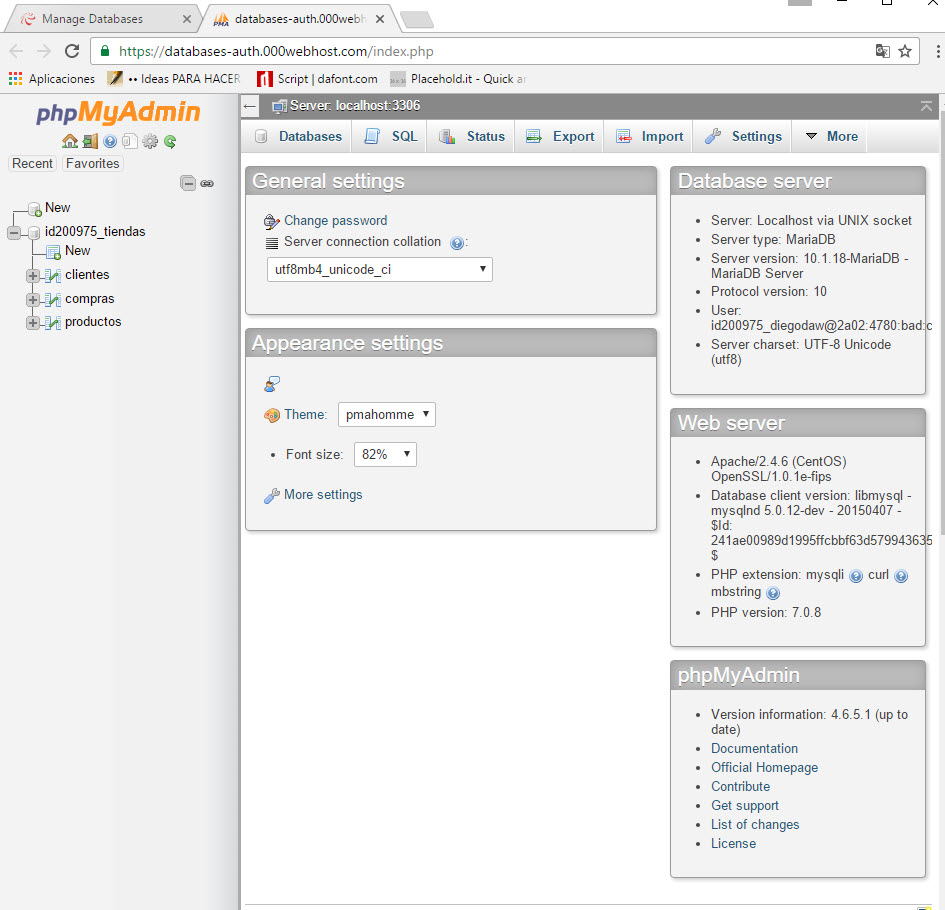 Manage Databases
databases-auth.000webh
https://databases-auth.000webhost.com/index.php
Aplicaciones
•• Ideas PARA HACER
Script | dafont.com
Placehold.it - Quick an
phpMyAdmin
Recent
Favorites
New
id200975_tiendas
New
clientes
compras
productos
Server: localhost:3306
Databases
SQL
Status
Export
Import
Settings
More
General settings
Change password
Server connection collation :
utf8mb4_unicode_ci
Appearance settings
Theme: pmahomme
• Font size: 82%
More settings
Database server
• Server: Localhost via UNIX socket
• Server type: MariaDB
• Server version: 10.1.18-MariaDB -
MariaDB Server
• Protocol version: 10
• User:
id200975_diegodaw@2a02:4780:bad:c
• Server charset: UTF-8 Unicode
(utf8)
Web server
• Apache/2.4.6 (CentOS)
OpenSSL/1.0.1e-fips
• Database client version: libmysql -
mysqlnd 5.0.12-dev - 20150407 -
$Id:
241ae00989d1995ffcbbf63d579943635
$
• PHP extension: mysqli curl
mbstring
• PHP version: 7.0.8
phpMyAdmin
• Version information: 4.6.5.1 (up to
date)
• Documentation
• Official Homepage
• Contribute
• Get support
• List of changes
• License